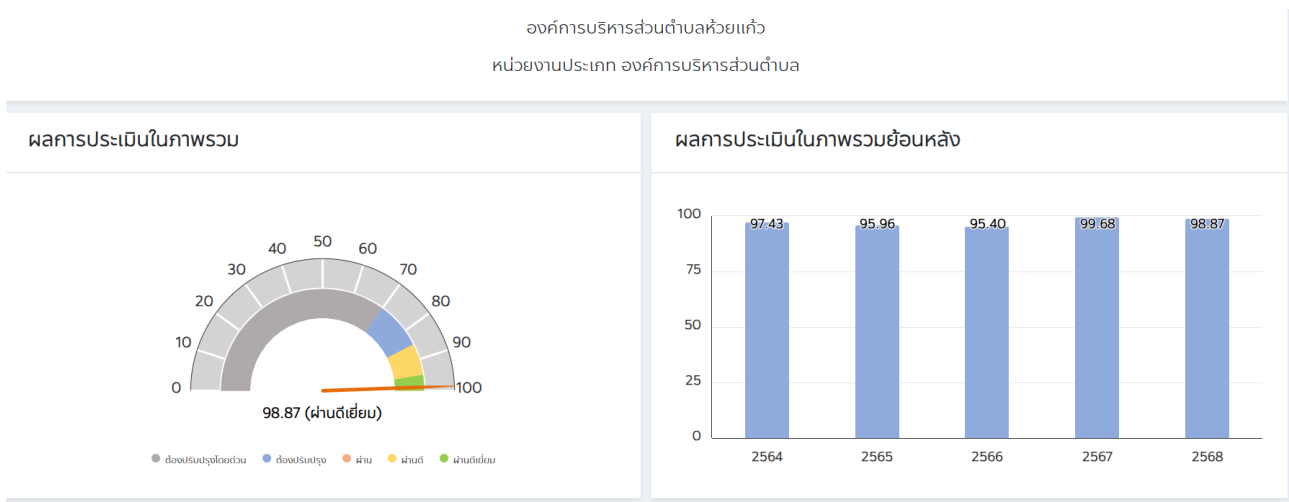 องค์การบริหารส่วนตำบลห้วยแก้ว
หน่วยงานประเภท องค์การบริหารส่วนตำบล
ผลการประเมินในภาพรวม
0
10
20
30
40
50
60
70
80
90
100
98.87 (ผ่านดีเยี่ยม)
ต้องปรับปรุงโดยด่วน ต้องปรับปรุง ผ่าน ผ่านดี ผ่านดีเยี่ยม
ผลการประเมินในภาพรวมย้อนหลัง
100
75
50
25
0
97.43 95.96 95.40 99.68 98.87
2564 2565 2566 2567 2568